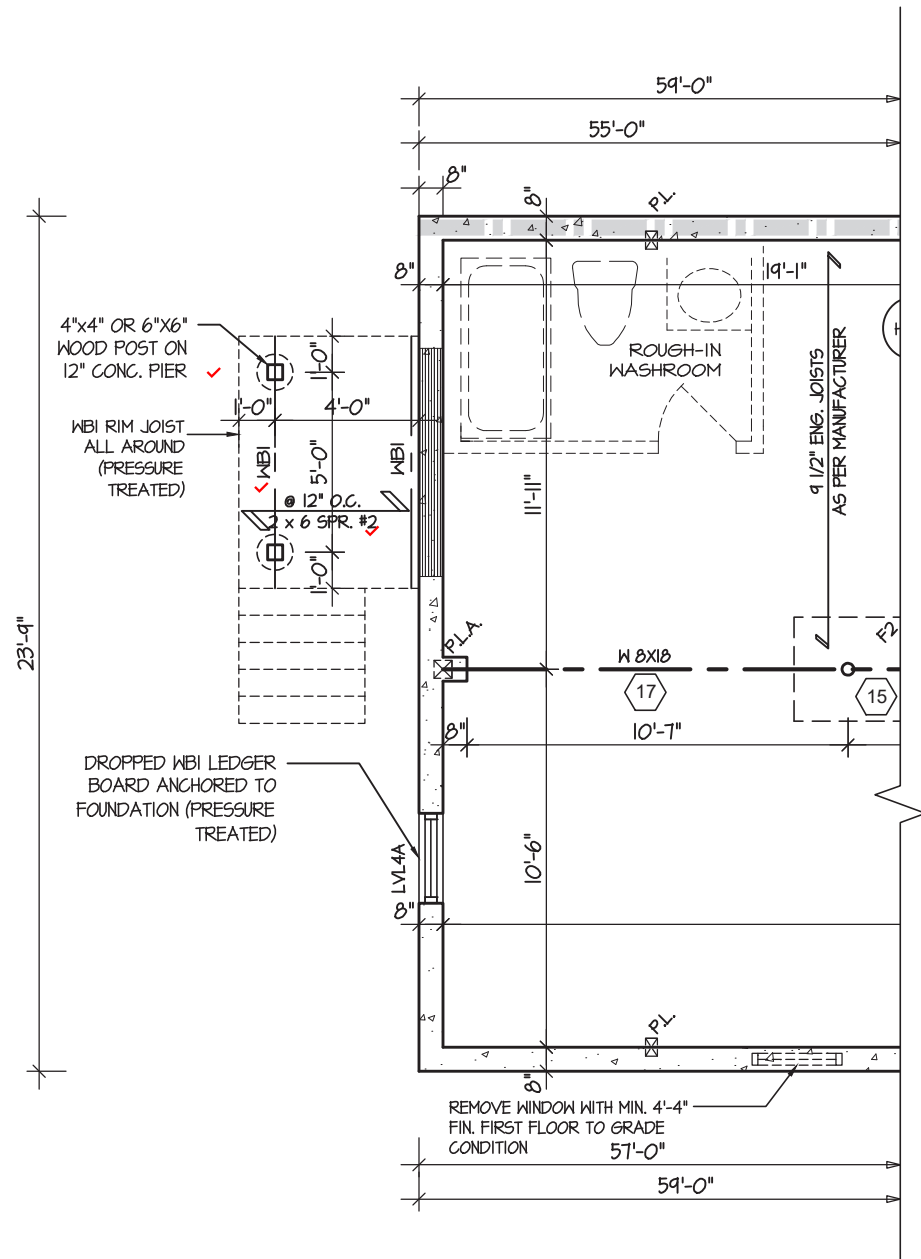 59'-0"
55'-0"
8"
8"
P.L.
8"
19'-1"
4"x4" OR 6"X6"
WOOD POST ON
12" CONC. PIER
1'-0"
ROUGH-IN
WASHROOM
9 1/2" ENG. JOISTS
AS PER MANUFACTURER
H
1'-0"
4'-0"
WB1 RIM JOIST
ALL AROUND
(PRESSURE
TREATED)
WB1
5'-0"
WB1
@ 12" O.C.
2 x 6 SPR. #2
11'-11"
1'-0"
23'-9"
P.L.A.
W 8X18
F2
17
15
8"
10'-7"
DROPPED WB1 LEDGER
BOARD ANCHORED TO
FOUNDATION (PRESSURE
TREATED)
LVL4A
10'-6"
8"
P.L.
8"
REMOVE WINDOW WITH MIN. 4'-4"
FIN. FIRST FLOOR TO GRADE
CONDITION
57'-0"
59'-0"